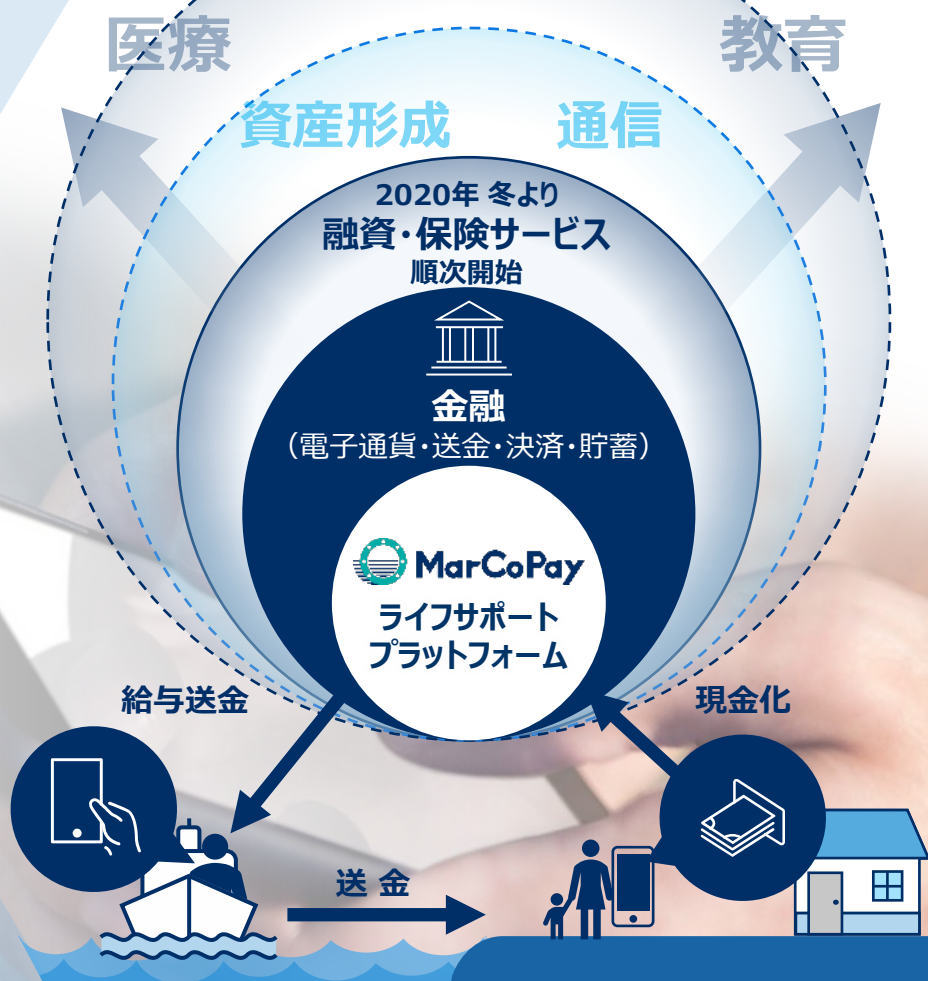 医療
教育
資産形成
通信
2020年 冬より
融資・保険サービス
順次開始
金融
(電子通貨・送金・決済・貯蓄)
MarCoPay
ライフサポート
プラットフォーム
給与送金
現金化
送 金